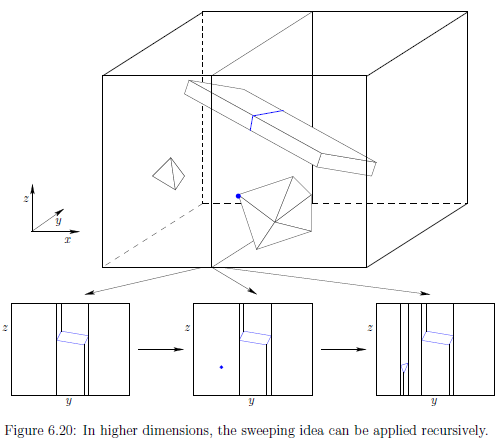 z
y
x
z
z
z
y
y
y
Figure 6.20: In higher dimensions, the sweeping idea can be applied recursively.